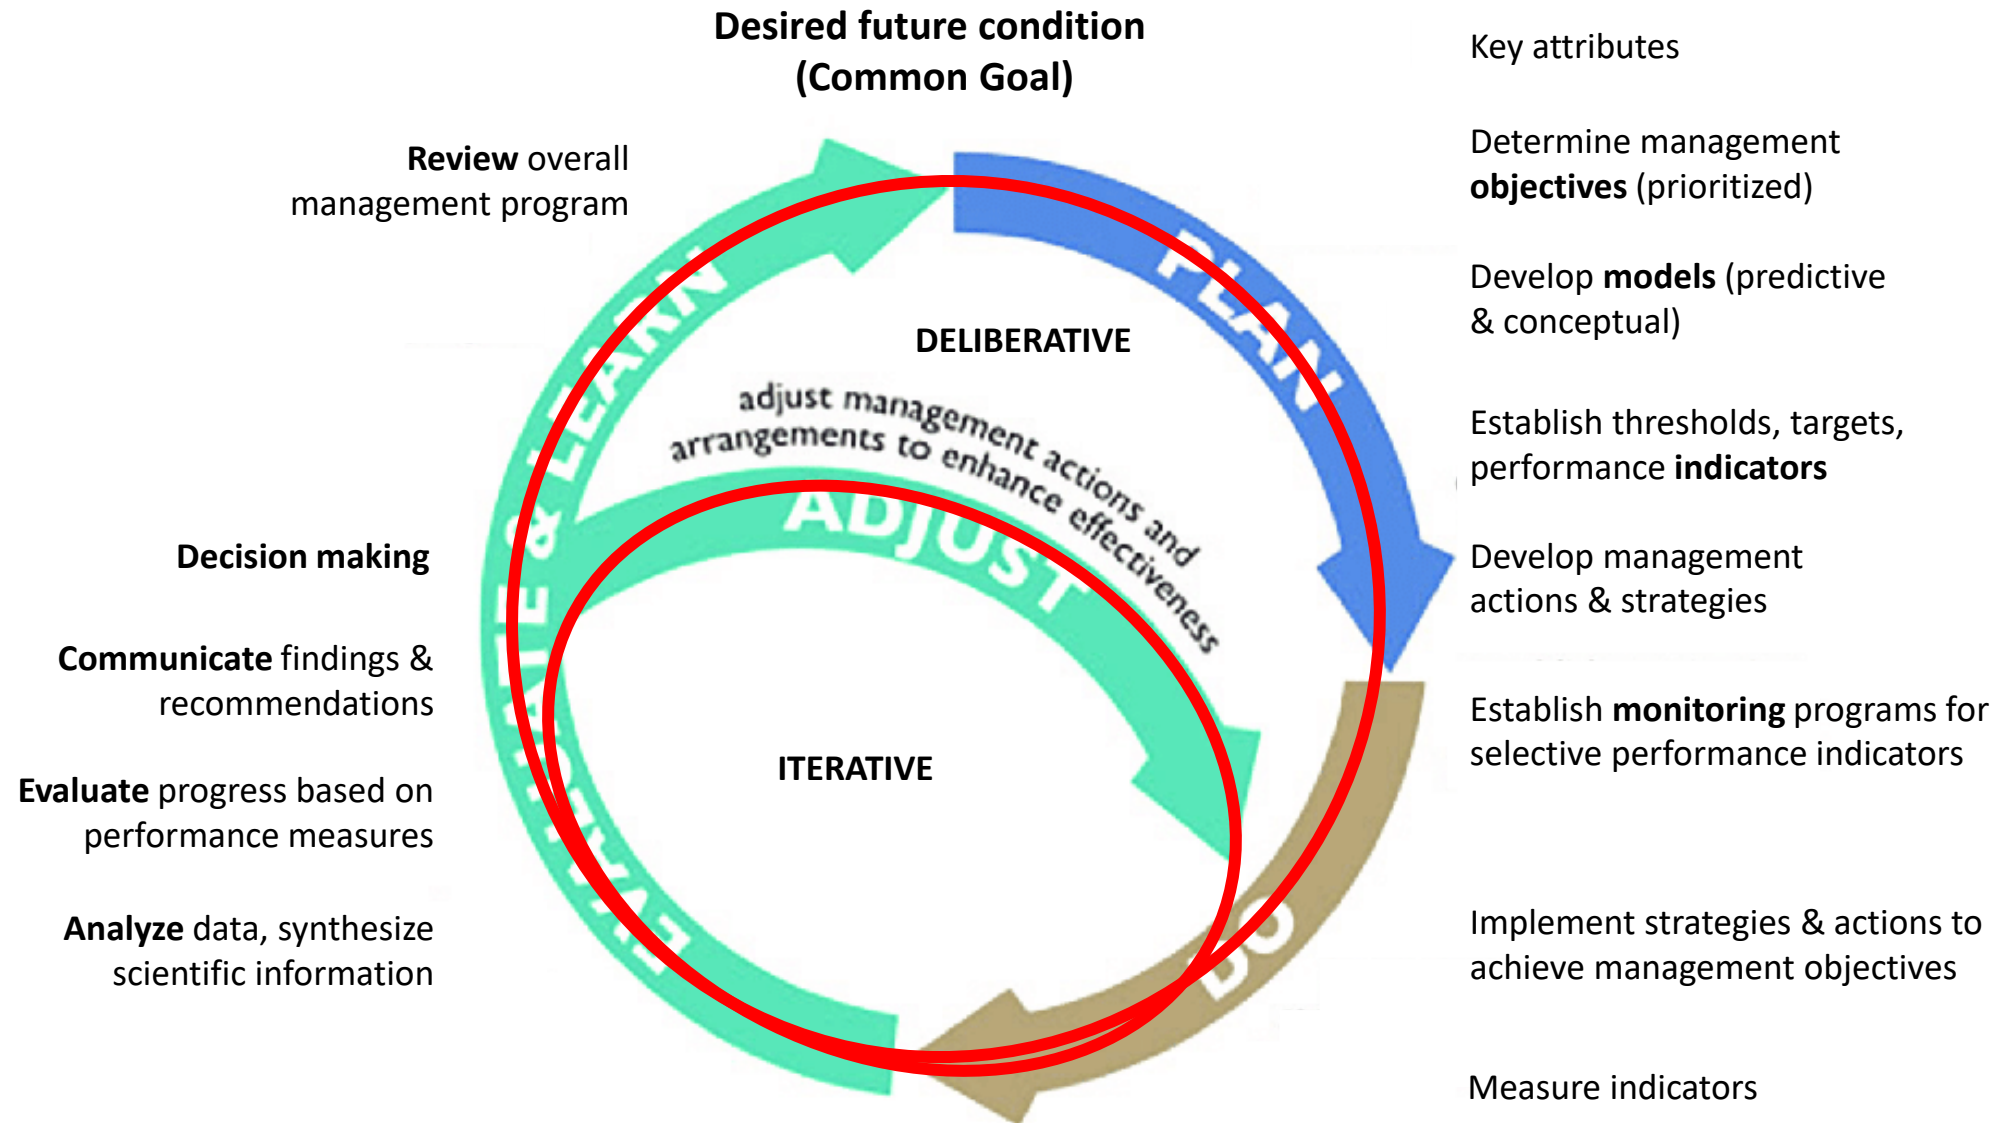 Desired future condition
(Common Goal)
Key attributes
Determine management
objectives (prioritized)
Develop models (predictive
& conceptual)
Establish thresholds, targets,
performance indicators
Develop management
actions & strategies
Establish monitoring programs for
selective performance indicators
Implement strategies & actions to
achieve management objectives
Measure indicators
Review overall
management program
Decision making
Communicate findings &
recommendations
Evaluate progress based on
performance measures
Analyze data, synthesize
scientific information
PLAN
DO
EVALUATE & LEARN
DELIBERATIVE
adjust management actions and
arrangements to enhance effectiveness
ADJUST
ITERATIVE